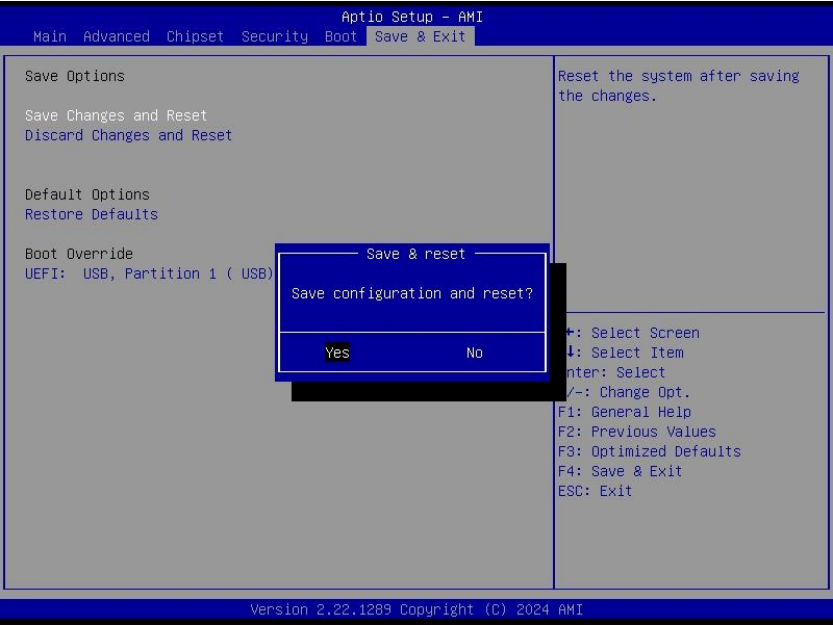 Aptio Setup – AMI
Main Advanced Chipset Security Boot Save & Exit
Save Options
Save Changes and Reset
Discard Changes and Reset
Default Options
Restore Defaults
Boot Override
UEFI: USB, Partition 1 ( USB)
Save & reset
Save configuration and reset?
Yes No
Reset the system after saving
the changes.
: Select Screen
: Select Item
nter: Select
/-: Change Opt.
F1: General Help
F2: Previous Values
F3: Optimized Defaults
F4: Save & Exit
ESC: Exit
Version 2.22.1289 Copyright (C) 2024 AMI